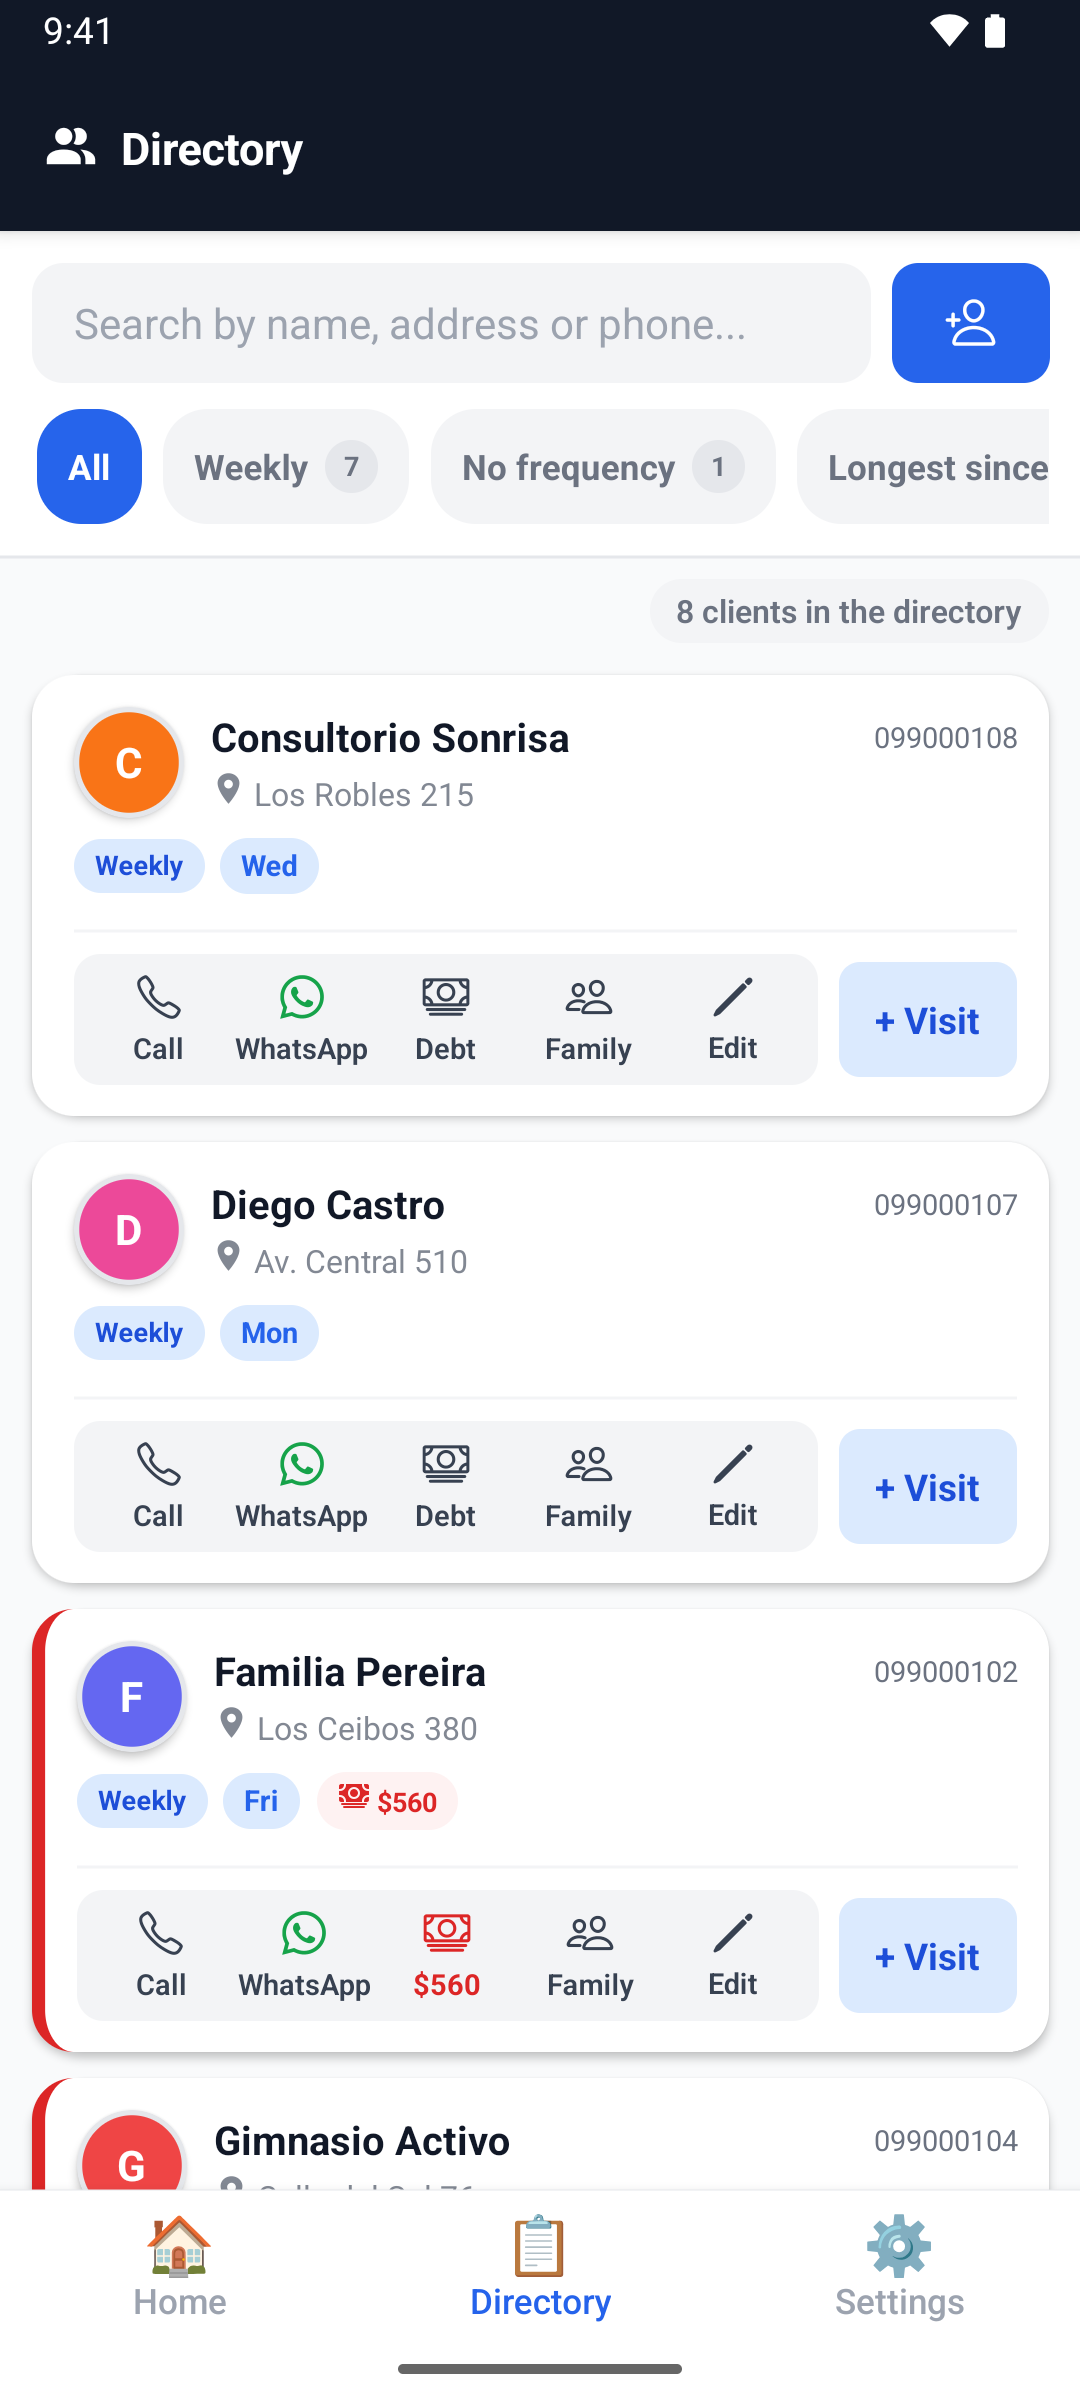 9:41
Directory
Search by name, address or phone...
All
Weekly 7
No frequency 1
Longest since
8 clients in the directory
C
Consultorio Sonrisa
099000108
Los Robles 215
Weekly Wed
Call WhatsApp Debt Family Edit
+ Visit
D
Diego Castro
099000107
Av. Central 510
Weekly Mon
Call WhatsApp Debt Family Edit
+ Visit
F
Familia Pereira
099000102
Los Ceibos 380
Weekly Fri $560
Call WhatsApp $560 Family Edit
+ Visit
G
Gimnasio Activo
099000104
Home Directory Settings